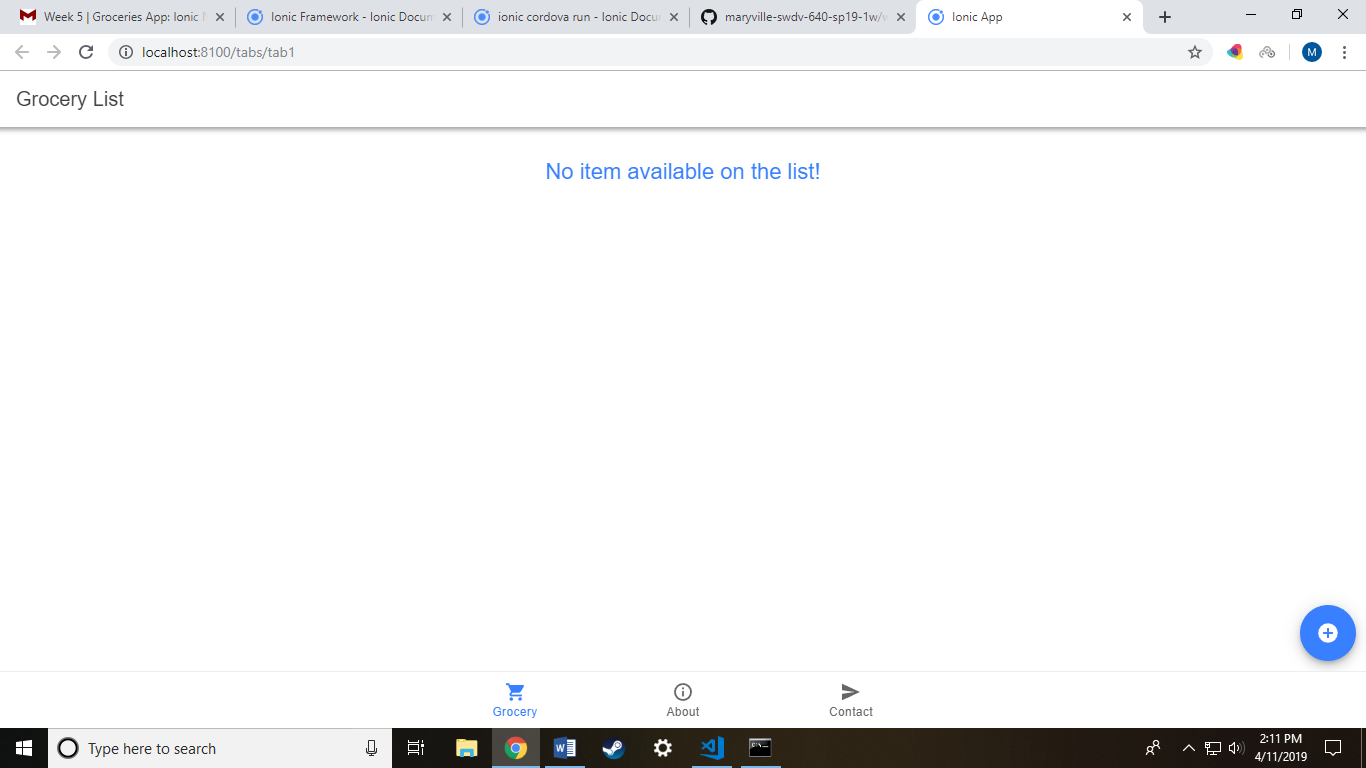 Week 5 | Groceries App: Ionic
Ionic Framework - Ionic Docum
ionic cordova run - Ionic Docu
maryville-swdv-640-sp19-1w/w
Ionic App
localhost:8100/tabs/tab1
M
Grocery List
No item available on the list!
Grocery
About
Contact
Type here to search
2:11 PM
4/11/2019